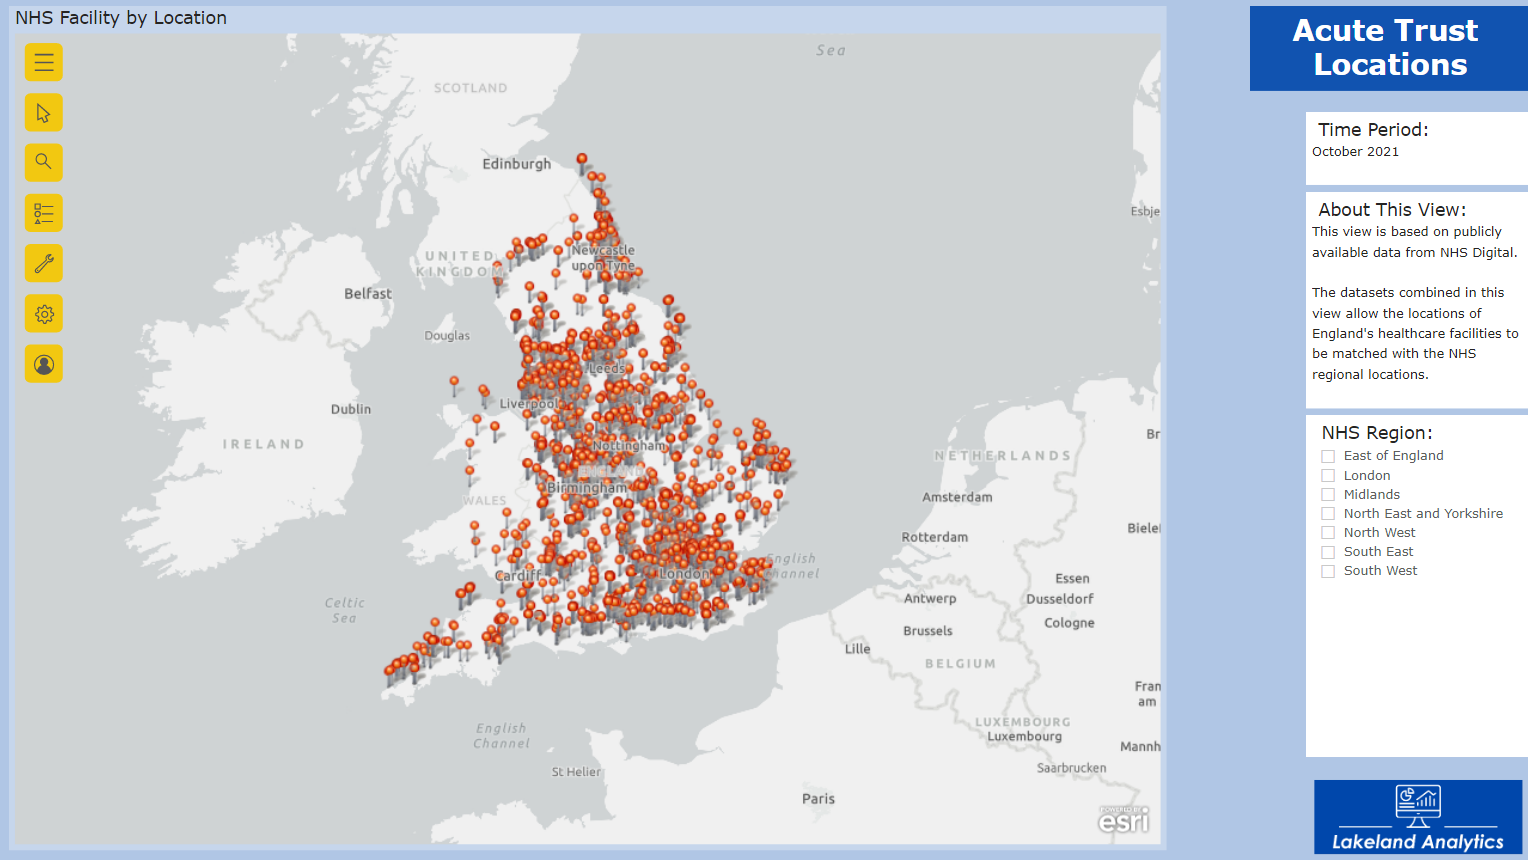 NHS Facility by Location
Acute Trust
Locations
Time Period:
October 2021
About This View:
This view is based on publicly
available data from NHS Digital.
The datasets combined in this
view allow the locations of
England's healthcare facilities to
be matched with the NHS
regional locations.
NHS Region:
East of England
London
Midlands
North East and Yorkshire
North West
South East
South West
Sea
SCOTLAND
Edinburgh
Esbje
UNITED
KINGDOM
Newcastle
upon Tyne
Belfast
Douglas
Leeds
Liverpool
Dublin
IRELAND
Nottingham
Br
NETHERLANDS
Birmingham
WALES
Amsterdam
Bielef
Rotterdam
English
Channel
Cardiff
London
Essen
Antwerp
Dusseldorf
Celtic
Sea
Cologne
Brussels
Lille
BELGIUM
Fran
am
LUXEMBOURG
Luxembourg
English
Channel
Mannh
St Helier
Saarbrucken
Paris
POWERED BY
esri
Lakeland Analytics